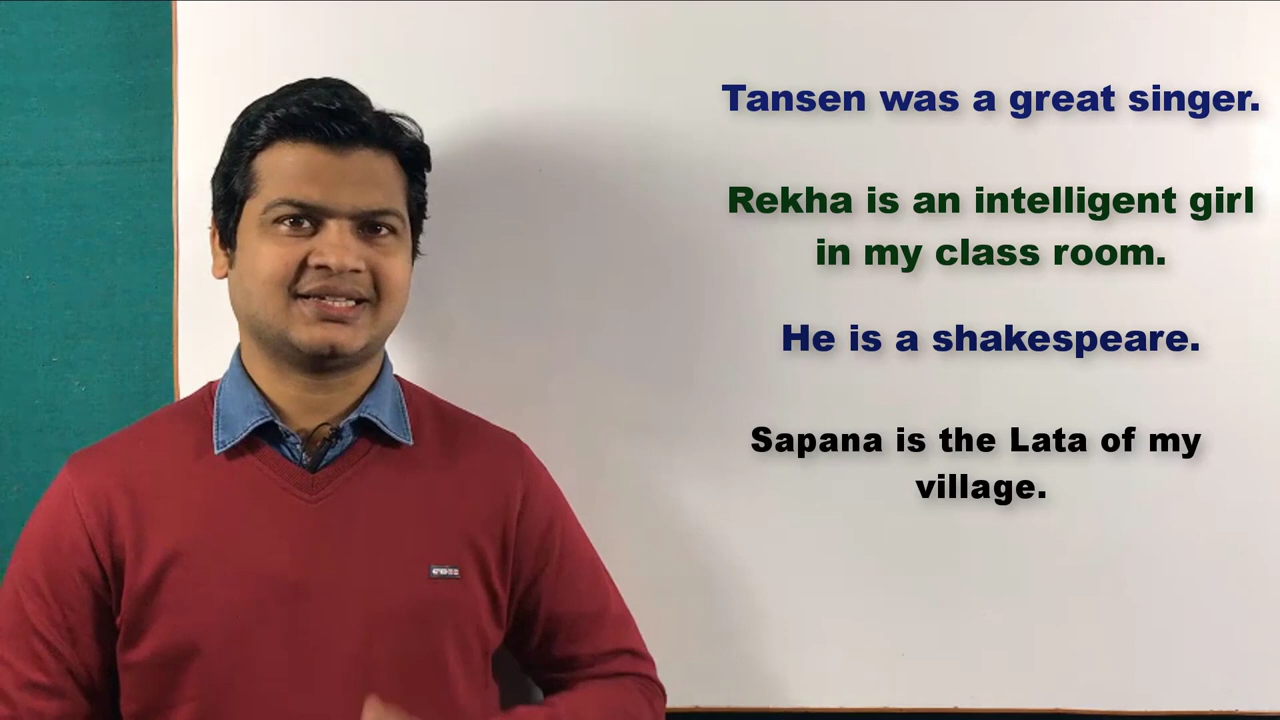 Tansen was a great singer.
Rekha is an intelligent girl
in my class room.
He is a shakespeare.
Sapana is the Lata of my
village.